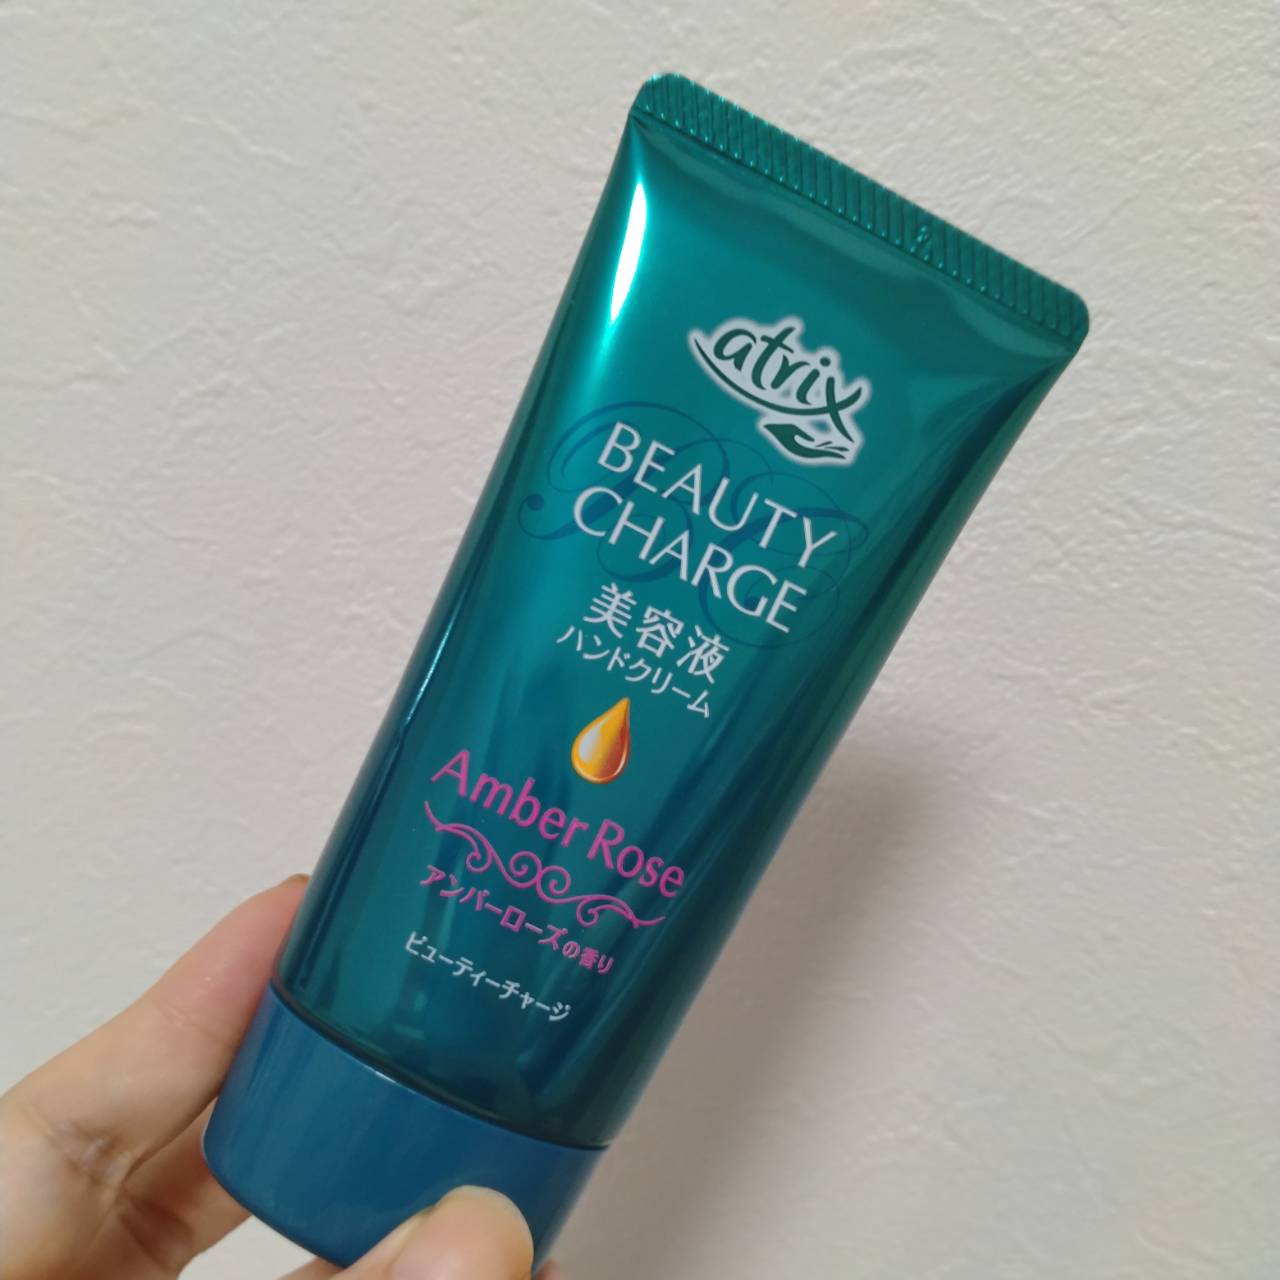 atrix
BEAUTY
CHARGE
美容液
ハンドクリーム
Amber Rose
アンバーローズの香り
ビューティーチャージ